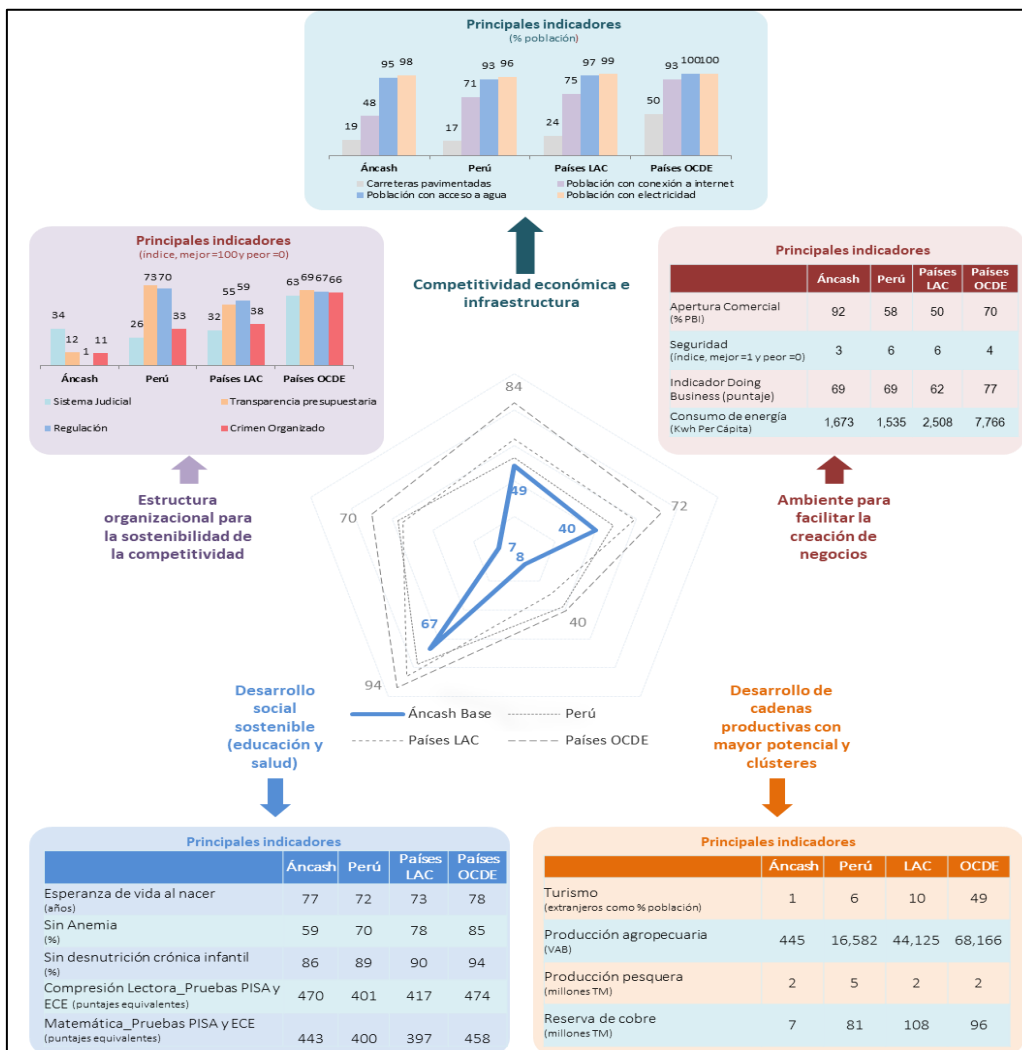 Principales indicadores
(% población)
95 98
93 96
97 99
93 100 100
71
75
48
50
19
17
24
Áncash Perú Países LAC Países OCDE
Carreteras pavimentadas Población con conexión a internet
Población con acceso a agua Población con electricidad
Principales indicadores
(índice, mejor =100 y peor =0)
34 12 1 11
26 73 70 33
32 55 59 38
63 69 67 66
Áncash Perú Países LAC Países OCDE
Sistema Judicial Transparencia presupuestaria
Regulación Crimen Organizado
Competitividad económica e
infraestructura
Principales indicadores
Áncash Perú Países LAC Países OCDE
Apertura Comercial
(% PBI) 92 58 50 70
Seguridad
(índice, mejor =1 y peor =0) 3 6 6 4
Indicador Doing
Business (puntaje) 69 69 62 77
Consumo de energía
(Kwh Per Cápita) 1,673 1,535 2,508 7,766
Estructura
organizacional para
la sostenibilidad de
la competitividad
Ambiente para
facilitar la
creación de
negocios
84
49
72
40
70
7
8
40
67
94
Áncash Base Perú
Países LAC Países OCDE
Desarrollo
social
sostenible
(educación y
salud)
Desarrollo de
cadenas
productivas con
mayor potencial y
clústeres
Principales indicadores
Áncash Perú Países LAC Países OCDE
Esperanza de vida al nacer
(años) 77 72 73 78
Sin Anemia
(%) 59 70 78 85
Sin desnutrición crónica infantil
(%) 86 89 90 94
Compresión Lectora_Pruebas PISA y
ECE (puntajes equivalentes) 470 401 417 474
Matemática_Pruebas PISA y ECE
(puntajes equivalentes) 443 400 397 458
Principales indicadores
Áncash Perú LAC OCDE
Turismo
(extranjeros como % población) 1 6 10 49
Producción agropecuaria
(VAB) 445 16,582 44,125 68,166
Producción pesquera
(millones TM) 2 5 2 2
Reserva de cobre
(millones TM) 7 81 108 96